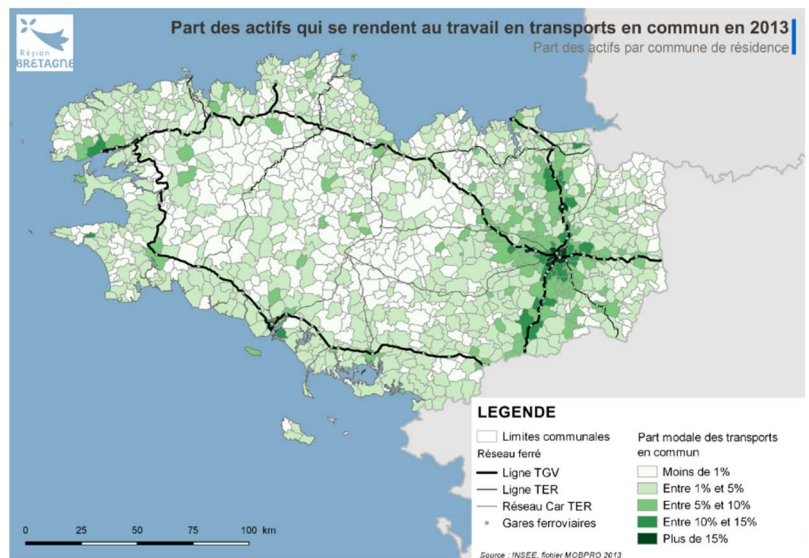 Part des actifs qui se rendent au travail en transports en commun en 2013
Part des actifs par commune de résidence
Région
BRETAGNE
LEGENDE
Limites communales
Réseau ferré
Ligne TGV
Ligne TER
Réseau Car TER
Gares ferroviaires
Part modale des transports
en commun
Moins de 1%
Entre 1% et 5%
Entre 5% et 10%
Entre 10% et 15%
Plus de 15%
0 25 50 75 100 km
Source : INSEE, fichier MOBPRO 2013